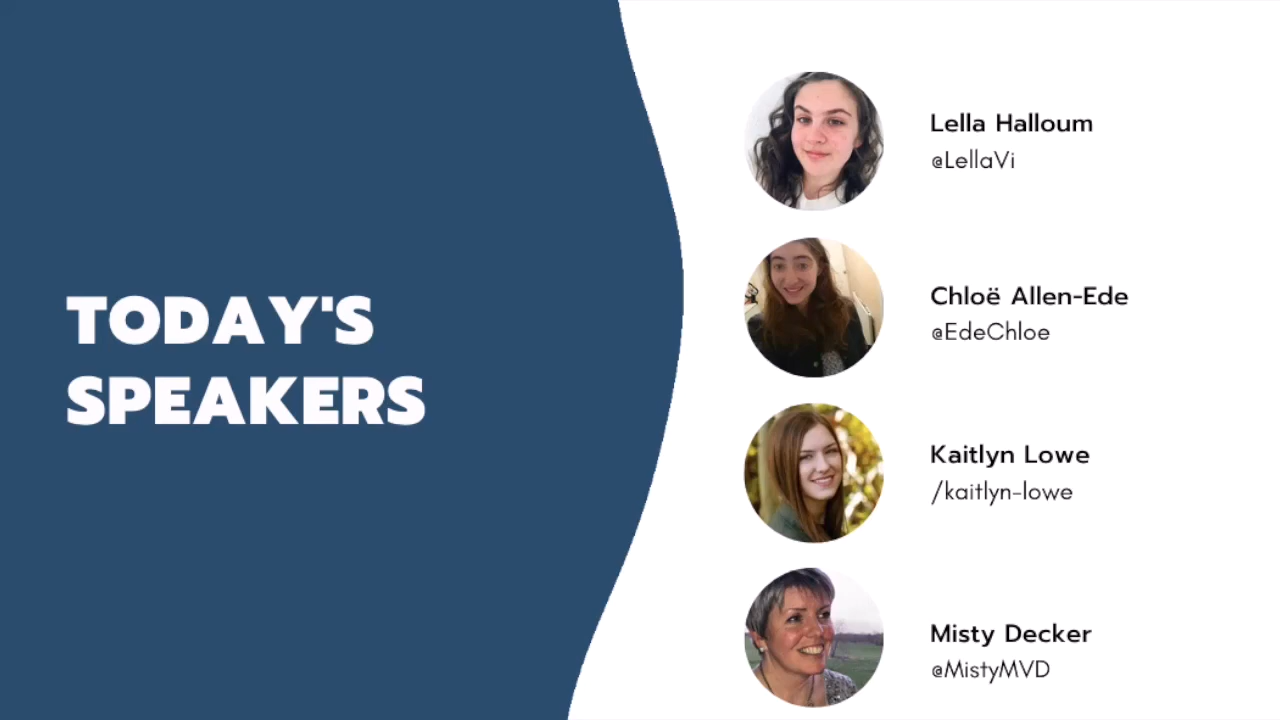 TODAY'S
SPEAKERS
Lella Halloum
@LellaVi
Chloë Allen-Ede
@EdeChloe
Kaitlyn Lowe
/kaitlyn-lowe
Misty Decker
@MistyMVD